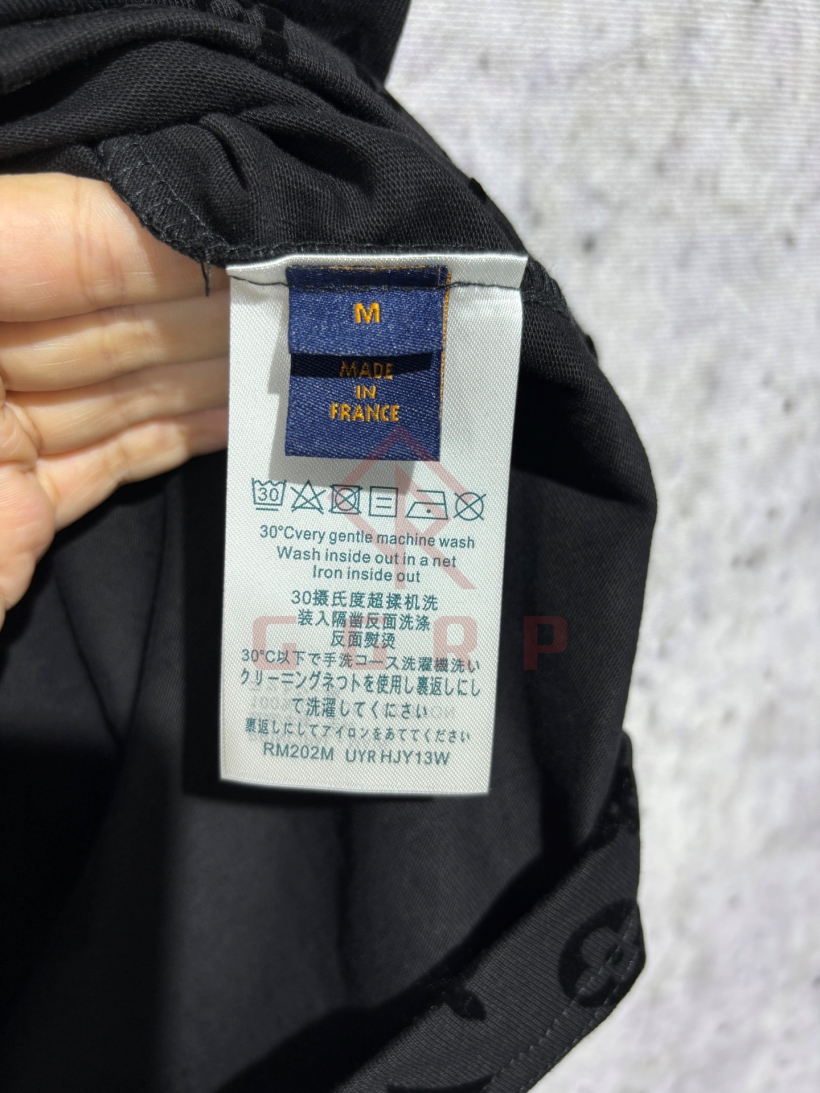 M
MADE
IN
FRANCE
30
30°Cvery gentle machine wash
Wash inside out in a net
Iron inside out
30摄氏度超揉机洗
装入隔凿反面洗涤
反面熨烫
30℃以下で手洗コース洗濯機洗い
クリーニングネツトを使用し裏返しにし
て洗濯してくにさい
裏返しにしてアイロンをあててください
RM202M UYR HJY13W
GORP